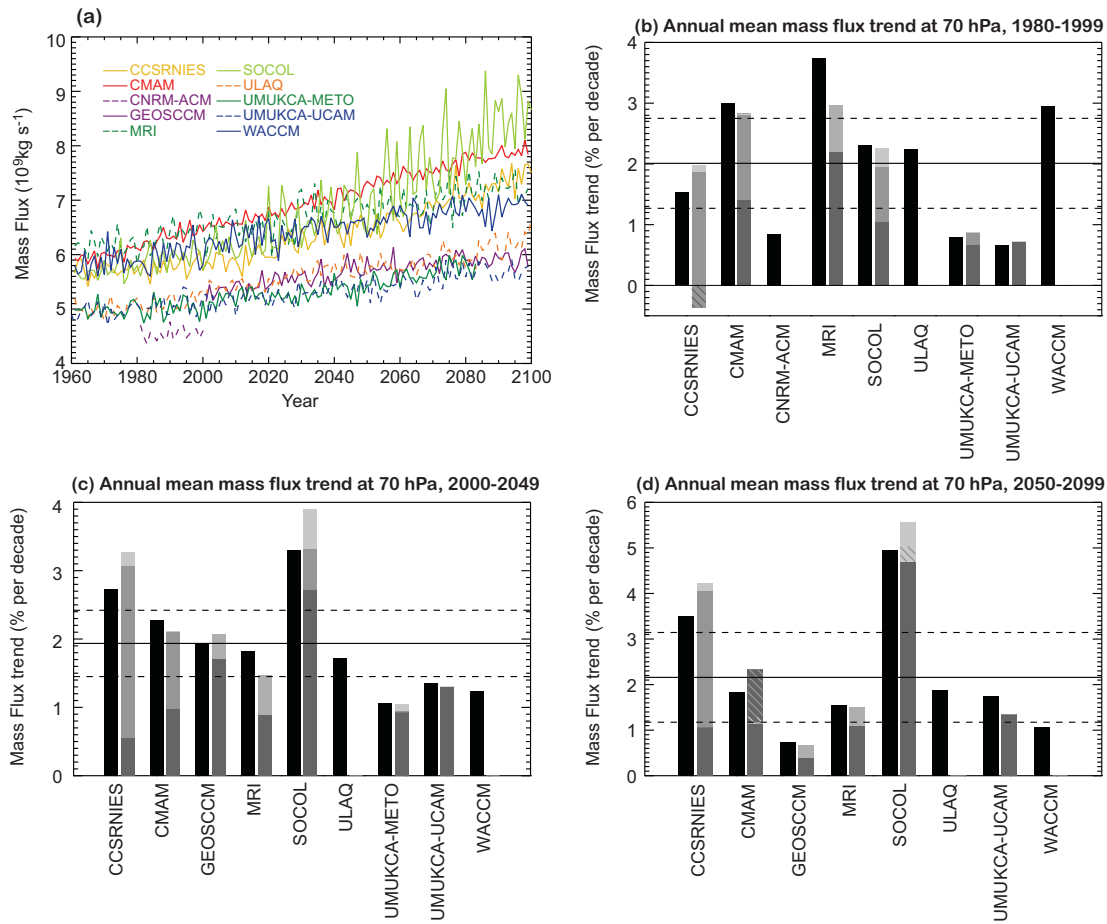 (a)
Mass Flux (10⁹kg s⁻¹)
10
9
8
7
6
5
4
CCSRNIES
CMAM
CNRM-ACM
GEOSCCM
MRI
SOCOL
ULAQ
UMUKCA-METO
UMUKCA-UCAM
WACCM
1960 1980 2000 2020 2040 2060 2080 2100
Year
(b) Annual mean mass flux trend at 70 hPa, 1980-1999
Mass Flux trend (% per decade)
4
3
2
1
0
CCSRNIES
CMAM
CNRM-ACM
MRI
SOCOL
ULAQ
UMUKCA-METO
UMUKCA-UCAM
WACCM
(c) Annual mean mass flux trend at 70 hPa, 2000-2049
Mass Flux trend (% per decade)
4
3
2
1
0
CCSRNIES
CMAM
GEOSCCM
MRI
SOCOL
ULAQ
UMUKCA-METO
UMUKCA-UCAM
WACCM
(d) Annual mean mass flux trend at 70 hPa, 2050-2099
Mass Flux trend (% per decade)
6
5
4
3
2
1
0
CCSRNIES
CMAM
GEOSCCM
MRI
SOCOL
ULAQ
UMUKCA-UCAM
WACCM